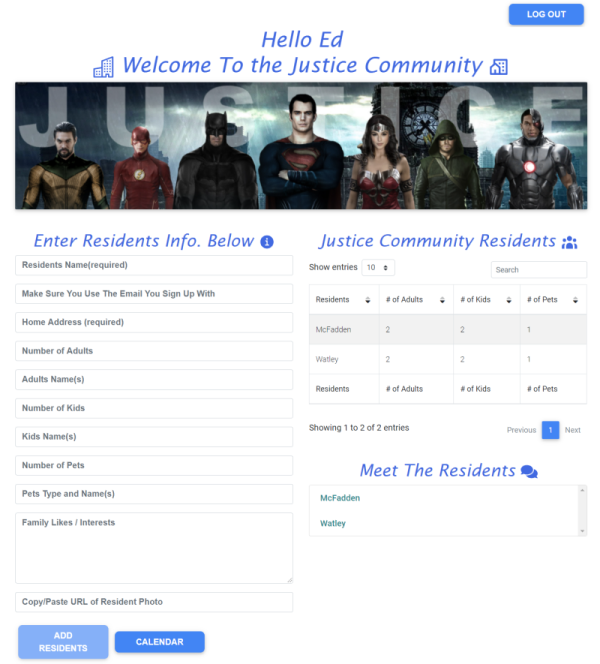 LOG OUT
Hello Ed
Welcome To the Justice Community
JUSTICE
Enter Residents Info. Below
Residents Name(required)
Make Sure You Use The Email You Sign Up With
Home Address (required)
Number of Adults
Adults Name(s)
Number of Kids
Kids Name(s)
Number of Pets
Pets Type and Name(s)
Family Likes / Interests
Copy/Paste URL of Resident Photo
ADD
RESIDENTS
CALENDAR
Justice Community Residents
Show entries 10 Search
Residents # of Adults # of Kids # of Pets
McFadden 2 2 1
Watley 2 2 1
Residents # of Adults # of Kids # of Pets
Showing 1 to 2 of 2 entries Previous 1 Next
Meet The Residents
McFadden
Watley